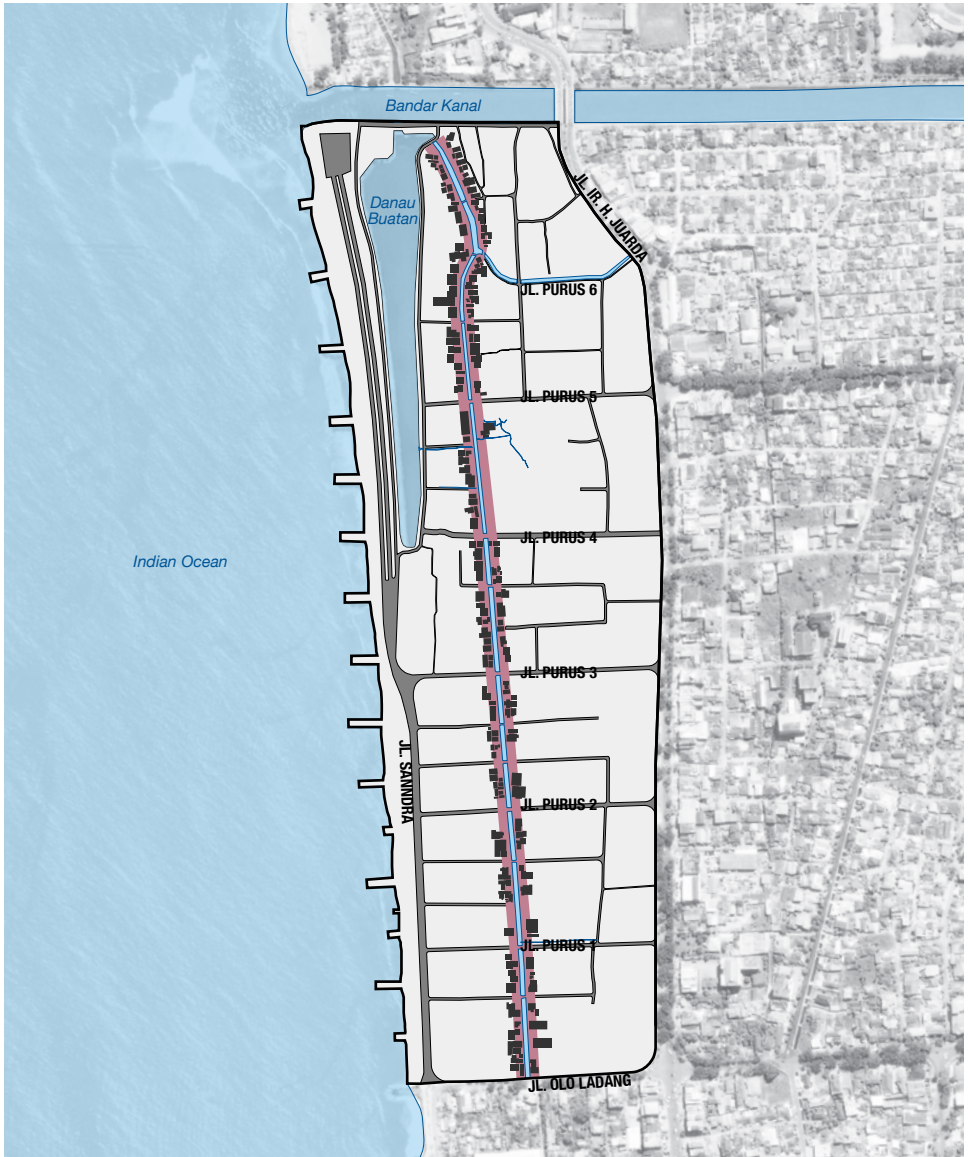 Bandar Kanal
Danau
Buatan
JL. IR. H. JUARDA
JL. PURUS 6
JL. PURUS 5
JL. PURUS 4
Indian Ocean
JL. PURUS 3
JL. SANNDRA
JL. PURUS 2
JL. PURUS 1
JL. OLO LADANG